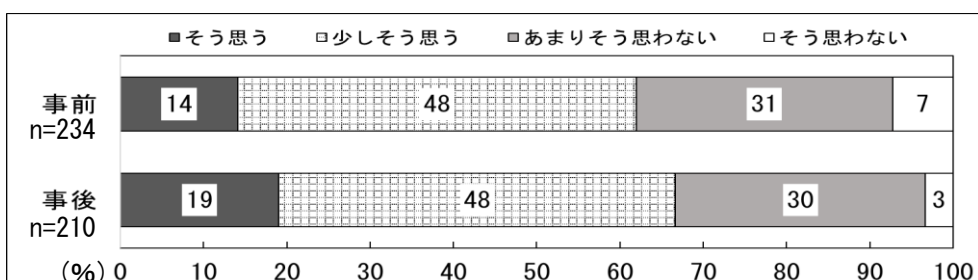 ■そう思う □少しそう思う ■あまりそう思わない □そう思わない
事前
n=234
14 48 31 7
事後
n=210
19 48 30 3
(%) 0 10 20 30 40 50 60 70 80 90 100